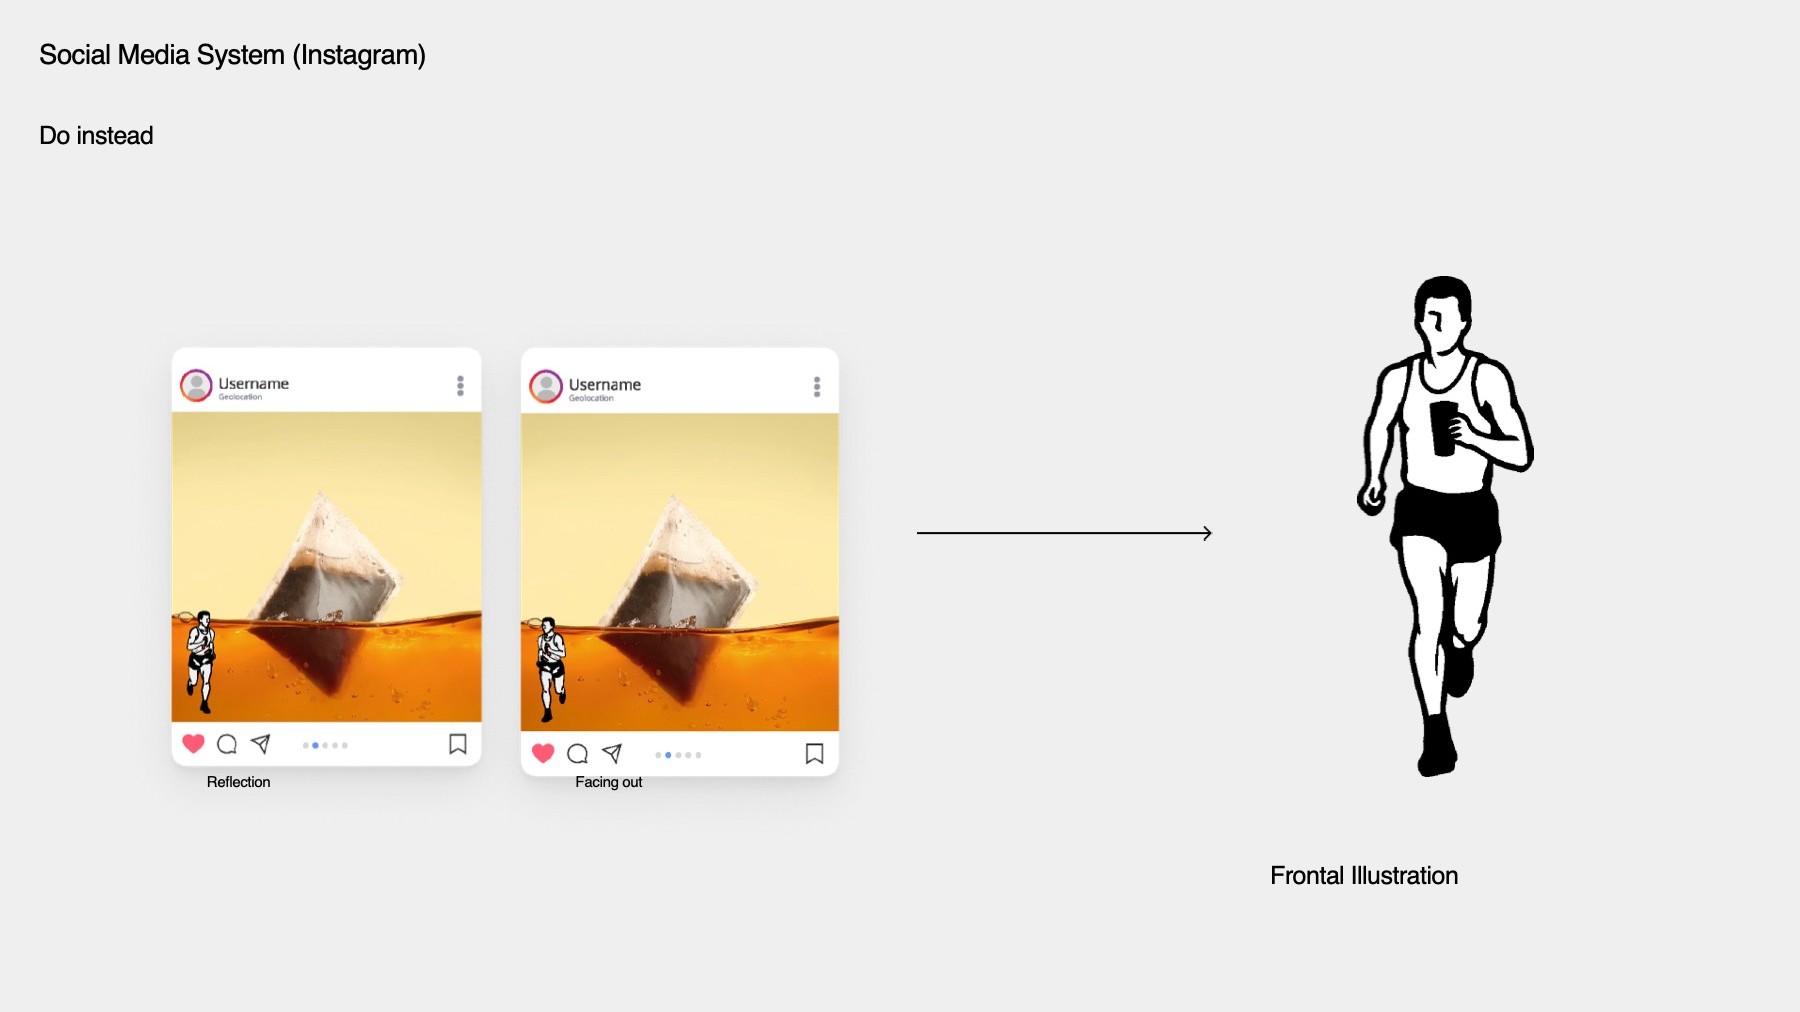 Social Media System (Instagram)
Do instead
Username
Geolocation
Username
Geolocation
Reflection
Facing out
Frontal Illustration